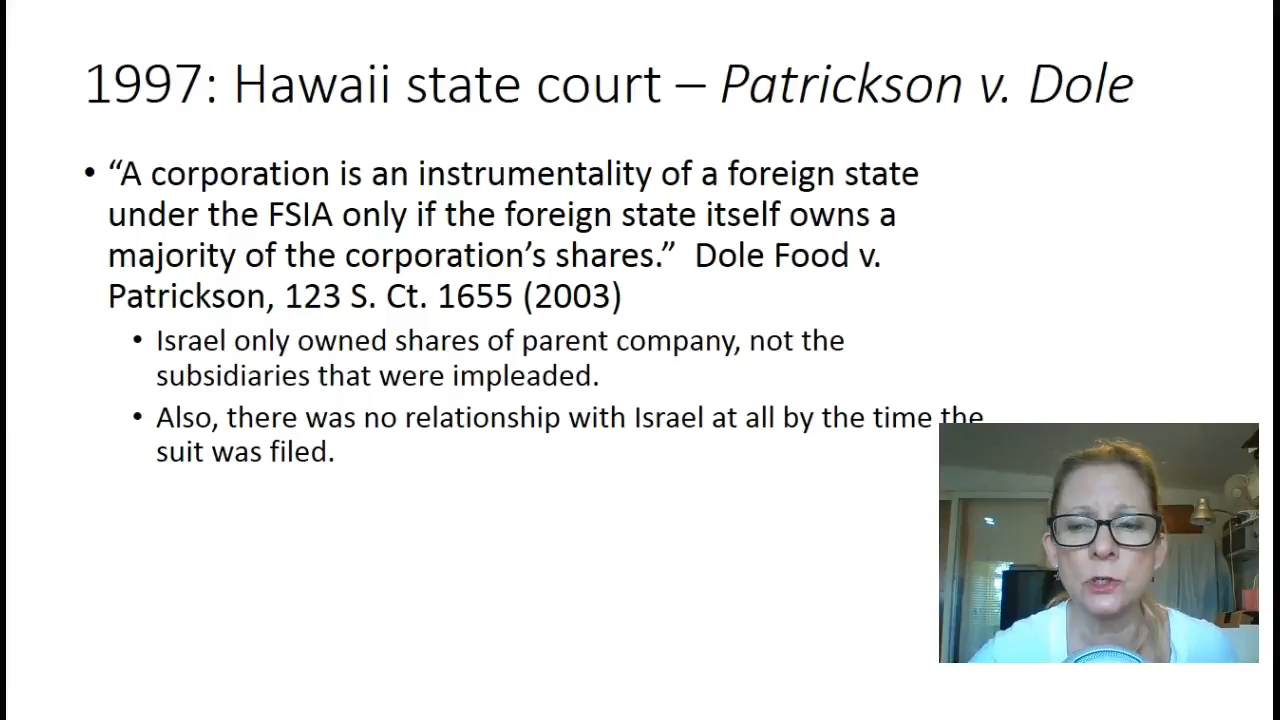 1997: Hawaii state court – Patrickson v. Dole
• “A corporation is an instrumentality of a foreign state
under the FSIA only if the foreign state itself owns a
majority of the corporation’s shares.”  Dole Food v.
Patrickson, 123 S. Ct. 1655 (2003)
• Israel only owned shares of parent company, not the
subsidiaries that were impleaded.
• Also, there was no relationship with Israel at all by the time the
suit was filed.